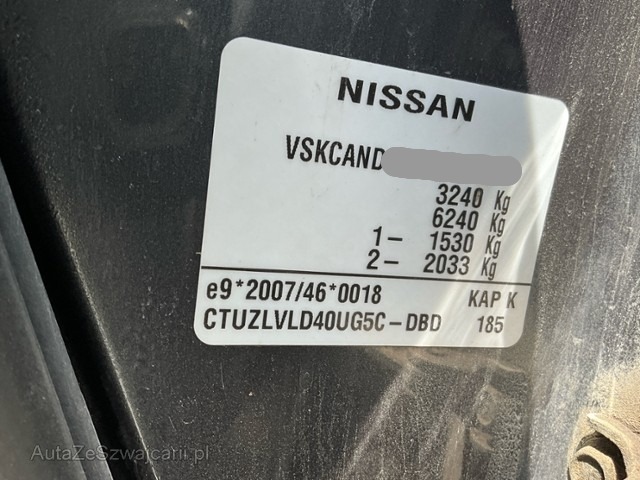 NISSAN
VSKCAND
3240 Kg
6240 Kg
1- 1530 Kg
2- 2033 Kg
e9*2007/46*0018 KAP K
CTUZLVLD40UG5C-DBD 185
AutaZeSzwajcarii.pl